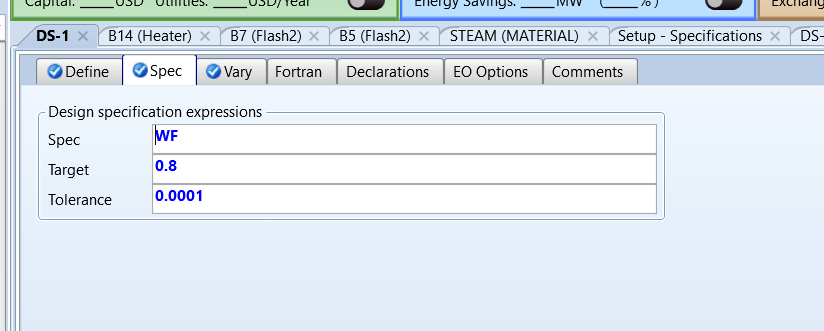 Capital: _____USD Utilities: _____USD/Year Energy Savings: _____MW (_____%) Exchang
DS-1 B14 (Heater) B7 (Flash2) B5 (Flash2) STEAM (MATERIAL) Setup - Specifications DS-
Define Spec Vary Fortran Declarations EO Options Comments
Design specification expressions
Spec WF
Target 0.8
Tolerance 0.0001